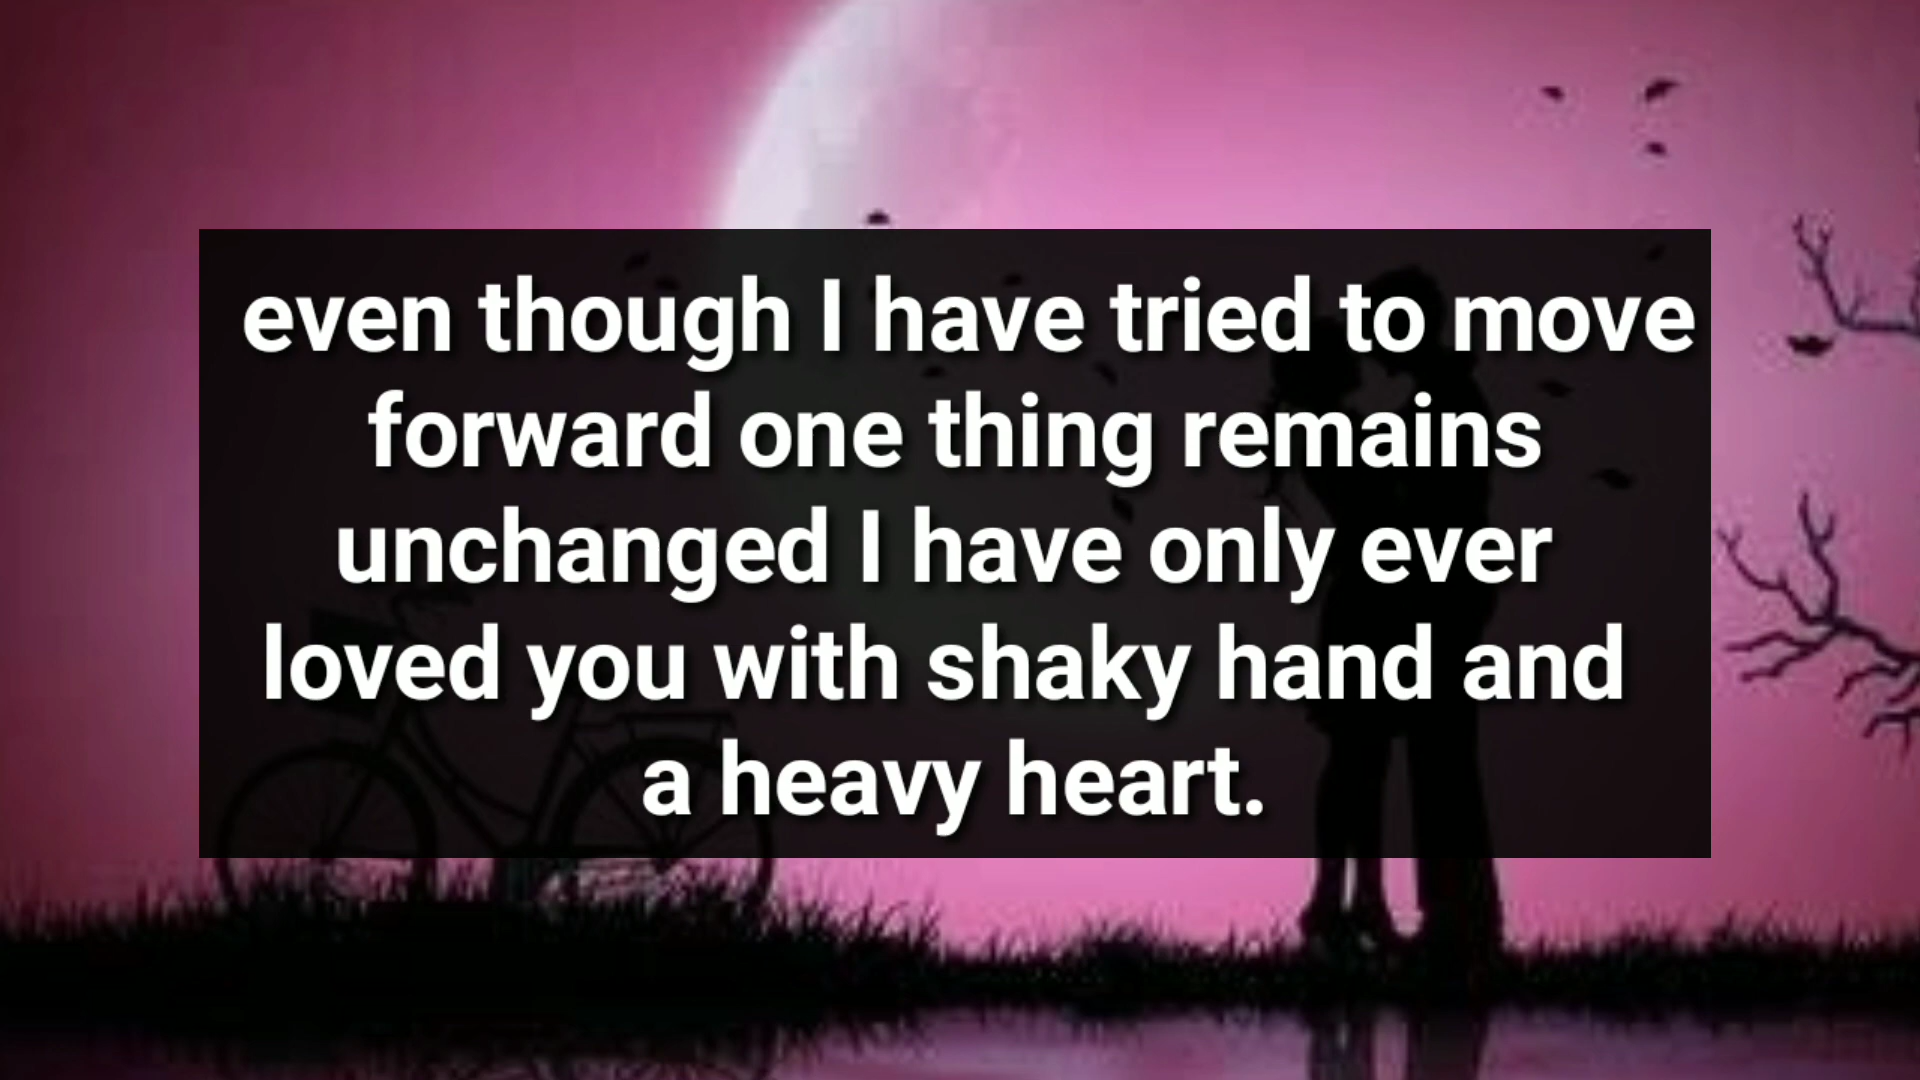 even though I have tried to move
forward one thing remains
unchanged I have only ever
loved you with shaky hand and
a heavy heart.